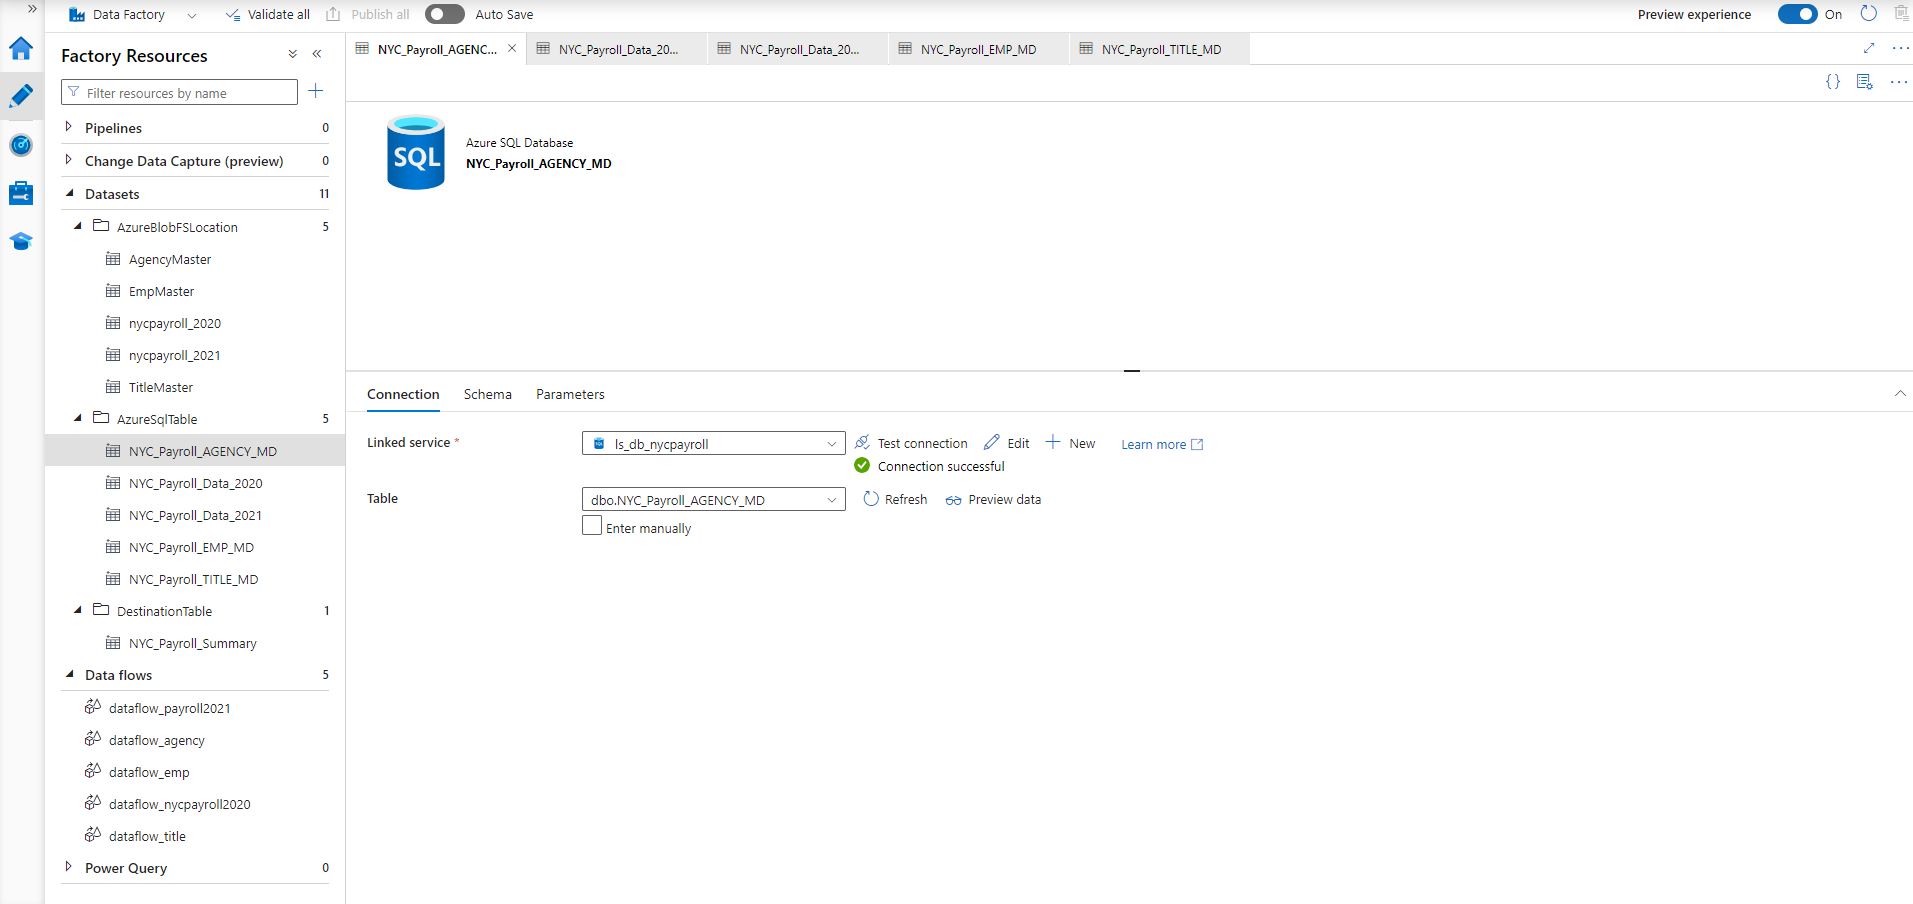 Data Factory
Validate all
Publish all
Auto Save
Preview experience
On
Factory Resources
Filter resources by name
Pipelines 0
Change Data Capture (preview) 0
Datasets 11
AzureBlobFSLocation 5
AgencyMaster
EmpMaster
nycpayroll_2020
nycpayroll_2021
TitleMaster
AzureSqlTable 5
NYC_Payroll_AGENCY_MD
NYC_Payroll_Data_2020
NYC_Payroll_Data_2021
NYC_Payroll_EMP_MD
NYC_Payroll_TITLE_MD
DestinationTable 1
NYC_Payroll_Summary
Data flows 5
dataflow_payroll2021
dataflow_agency
dataflow_emp
dataflow_nycpayroll2020
dataflow_title
Power Query 0
NYC_Payroll_AGENC...
NYC_Payroll_Data_20...
NYC_Payroll_Data_20...
NYC_Payroll_EMP_MD
NYC_Payroll_TITLE_MD
SQL
Azure SQL Database
NYC_Payroll_AGENCY_MD
Connection
Schema
Parameters
Linked service *
ls_db_nycpayroll
Test connection
Edit
New
Learn more
Connection successful
Table
dbo.NYC_Payroll_AGENCY_MD
Refresh
Preview data
Enter manually